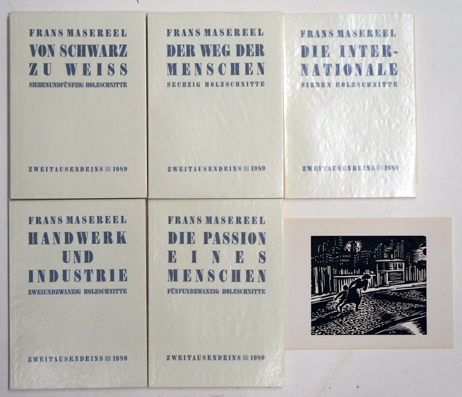 FRANS MASEREEL
VON SCHWARZ
ZU WEISS
SIEBENUNDFÜNFZIG HOLZSCHNITTE
ZWEITAUSENDEINS 1989
FRANS MASEREEL
DER WEG DER
MENSCHEN
SECHZIG HOLZSCHNITTE
ZWEITAUSENDEINS 1989
FRANS MASEREEL
DIE INTER-
NATIONALE
SIEBEN HOLZSCHNITTE
ZWEITAUSENDEINS 1989
FRANS MASEREEL
HANDWERK
UND
INDUSTRIE
ZWEIUNDZWANZIG HOLZSCHNITTE
ZWEITAUSENDEINS 1989
FRANS MASEREEL
DIE PASSION
EINES
MENSCHEN
FÜNFUNDZWANZIG HOLZSCHNITTE
ZWEITAUSENDEINS 1989